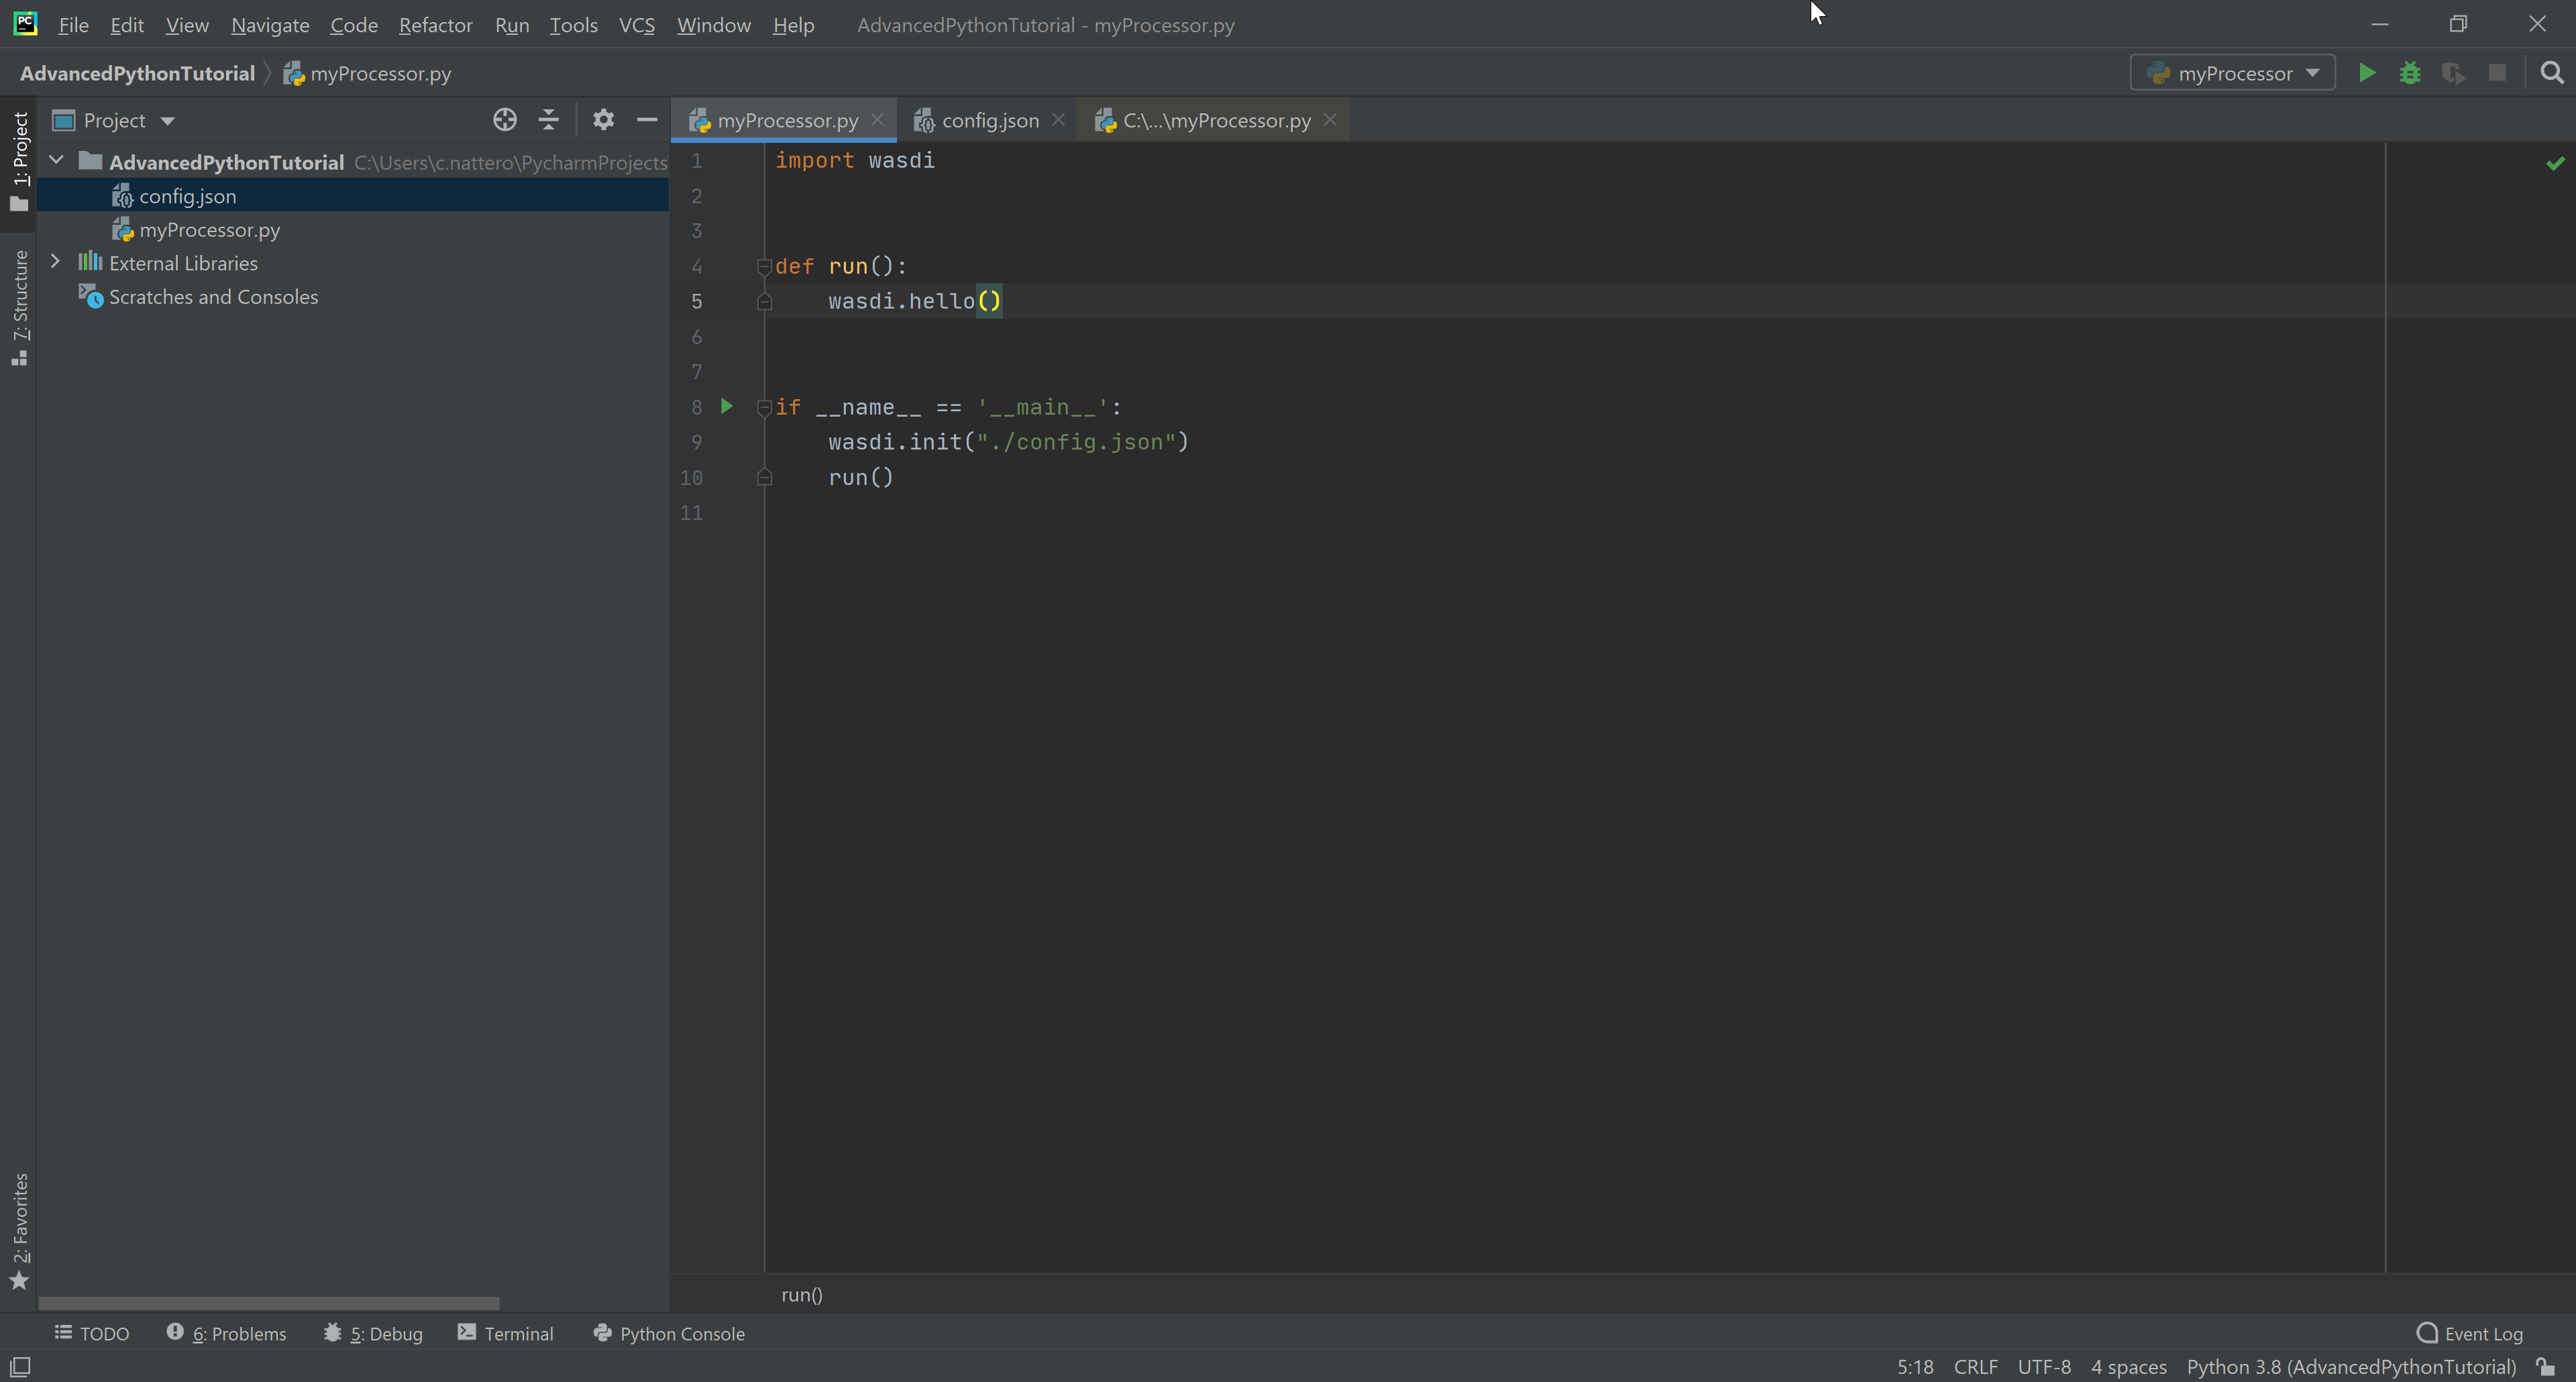 PC File Edit View Navigate Code Refactor Run Tools VCS Window Help AdvancedPythonTutorial - myProcessor.py
AdvancedPythonTutorial myProcessor.py myProcessor
1: Project
7: Structure
2: Favorites
Project
AdvancedPythonTutorial C:\Users\c.nattero\PycharmProjects
config.json
myProcessor.py
External Libraries
Scratches and Consoles
myProcessor.py config.json C:\...\myProcessor.py
1 import wasdi
2
3
4 def run():
5     wasdi.hello()
6
7
8 if __name__ == '__main__':
9     wasdi.init("./config.json")
10     run()
11
run()
TODO 6: Problems 5: Debug Terminal Python Console Event Log
5:18 CRLF UTF-8 4 spaces Python 3.8 (AdvancedPythonTutorial)